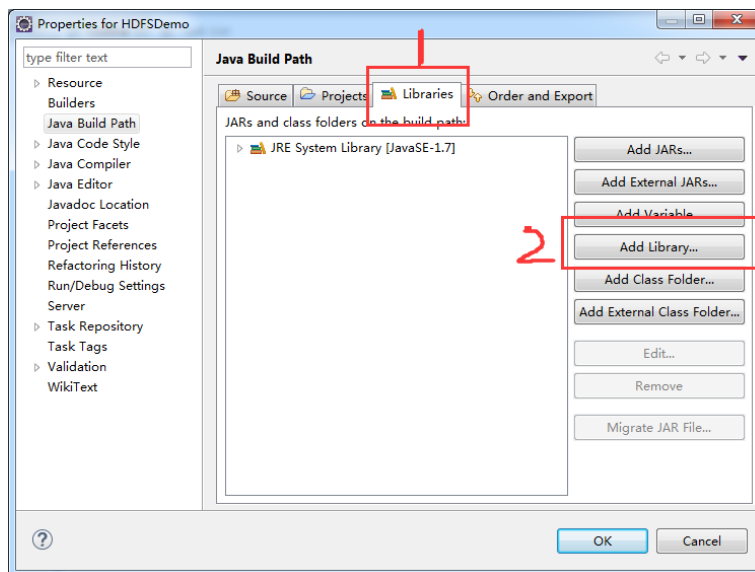 Properties for HDFSDemo
type filter text
Resource
Builders
Java Build Path
Java Code Style
Java Compiler
Java Editor
Javadoc Location
Project Facets
Project References
Refactoring History
Run/Debug Settings
Server
Task Repository
Task Tags
Validation
WikiText
Java Build Path
1
Source Projects Libraries Order and Export
JARs and class folders on the build path:
JRE System Library [JavaSE-1.7]
Add JARs...
Add External JARs...
Add Variable...
2
Add Library...
Add Class Folder...
Add External Class Folder...
Edit...
Remove
Migrate JAR File...
OK Cancel